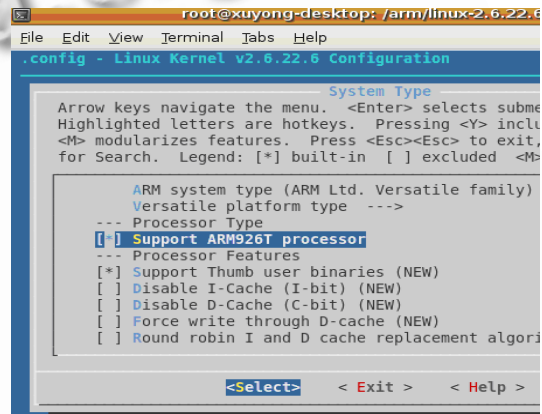 root@xuyong-desktop: /arm/linux-2.6.22.6
File Edit View Terminal Tabs Help
.config - Linux Kernel v2.6.22.6 Configuration
System Type
Arrow keys navigate the menu. <Enter> selects subme
Highlighted letters are hotkeys. Pressing <Y> inclu
<M> modularizes features. Press <Esc><Esc> to exit,
for Search. Legend: [*] built-in [ ] excluded <M>
ARM system type (ARM Ltd. Versatile family)
Versatile platform type --->
--- Processor Type
[*] Support ARM926T processor
--- Processor Features
[*] Support Thumb user binaries (NEW)
[ ] Disable I-Cache (I-bit) (NEW)
[ ] Disable D-Cache (C-bit) (NEW)
[ ] Force write through D-cache (NEW)
[ ] Round robin I and D cache replacement algori
<Select> < Exit > < Help >